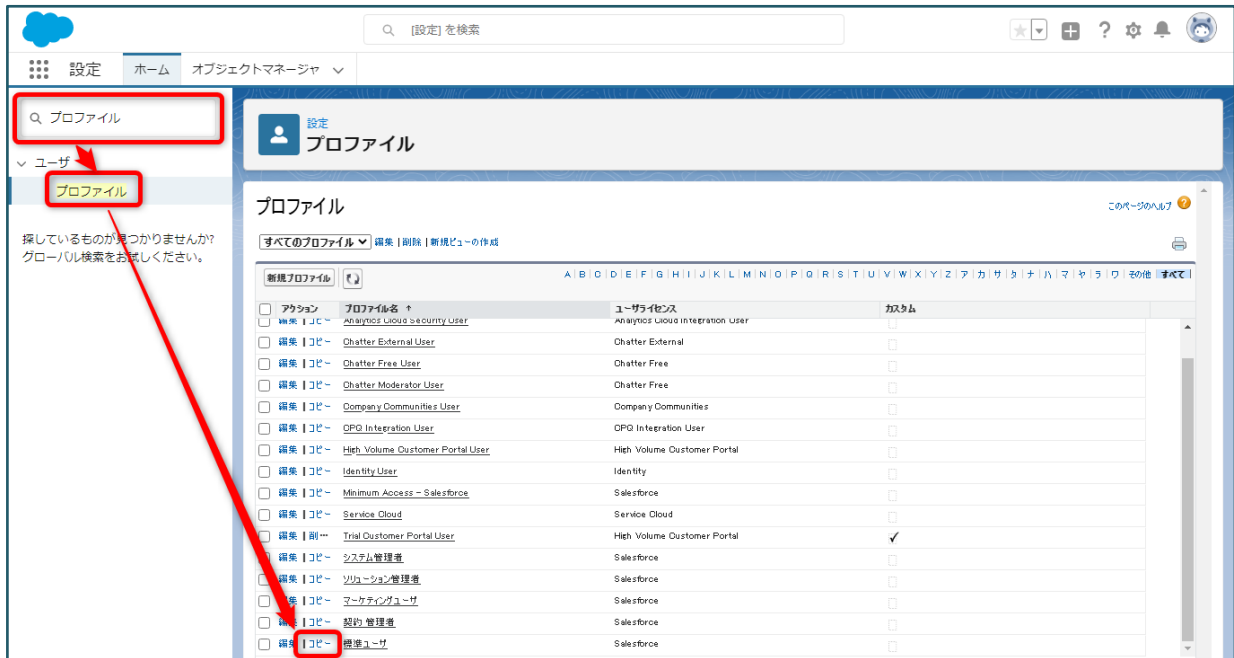 [設定] を検索
設定 ホーム オブジェクトマネージャ
プロファイル
ユーザ
プロファイル
探しているものが見つかりませんか?
グローバル検索をお試しください。
設定
プロファイル
プロファイル
このページのヘルプ
すべてのプロファイル 編集 | 削除 | 新規ビューの作成
新規プロファイル
A | B | C | D | E | F | G | H | I | J | K | L | M | N | O | P | Q | R | S | T | U | V | W | X | Y | Z | ア | カ | サ | タ | ナ | ハ | マ | ヤ | ラ | ワ | その他 | すべて
アクション プロファイル名 ↑ ユーザライセンス カスタム
編集 | コピー Analytics Cloud Security User Analytics Cloud Integration User
編集 | コピー Chatter External User Chatter External
編集 | コピー Chatter Free User Chatter Free
編集 | コピー Chatter Moderator User Chatter Free
編集 | コピー Company Communities User Company Communities
編集 | コピー CPQ Integration User CPQ Integration User
編集 | コピー High Volume Customer Portal User High Volume Customer Portal
編集 | コピー Identity User Identity
編集 | コピー Minimum Access - Salesforce Salesforce
編集 | コピー Service Cloud Service Cloud
編集 | 削… Trial Customer Portal User High Volume Customer Portal ✓
編集 | コピー システム管理者 Salesforce
編集 | コピー ソリューション管理者 Salesforce
編集 | コピー マーケティングユーザ Salesforce
編集 | コピー 契約 管理者 Salesforce
編集 | コピー 標準ユーザ Salesforce